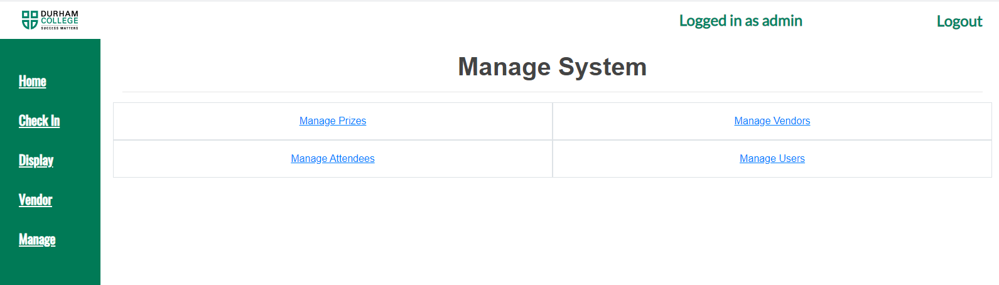 DURHAM
COLLEGE
SUCCESS MATTERS
Logged in as admin
Logout
Home
Check In
Display
Vendor
Manage
Manage System
Manage Prizes
Manage Vendors
Manage Attendees
Manage Users